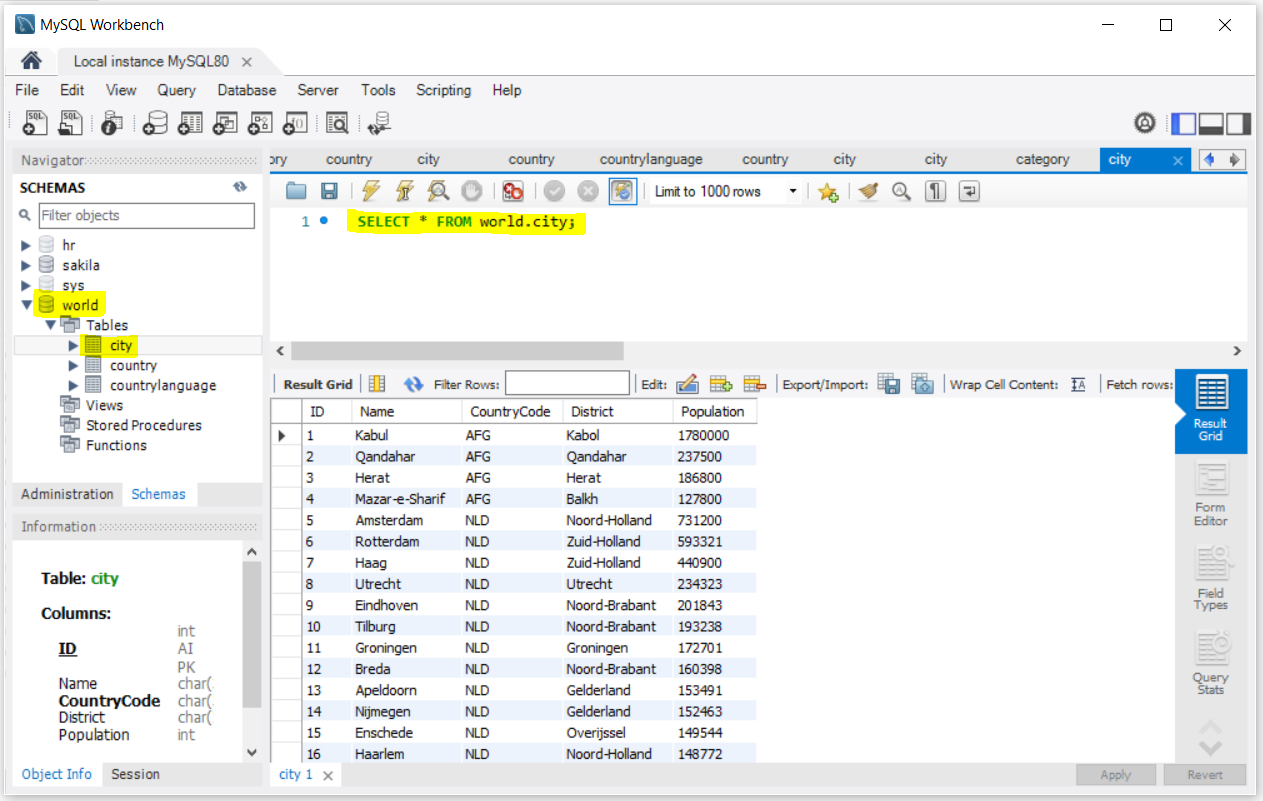 MySQL Workbench
Local instance MySQL80
File Edit View Query Database Server Tools Scripting Help
Navigator
SCHEMAS
Filter objects
hr
sakila
sys
world
Tables
city
country
countrylanguage
Views
Stored Procedures
Functions
Administration Schemas
Information
Table: city
Columns:
ID int AI PK
Name char(
CountryCode char(
District char(
Population int
Object Info Session
ory country city country countrylanguage country city city category city
Limit to 1000 rows
1 SELECT * FROM world.city;
Result Grid Filter Rows: Edit: Export/Import: Wrap Cell Content: Fetch rows:
ID Name CountryCode District Population
1 Kabul AFG Kabol 1780000
2 Qandahar AFG Qandahar 237500
3 Herat AFG Herat 186800
4 Mazar-e-Sharif AFG Balkh 127800
5 Amsterdam NLD Noord-Holland 731200
6 Rotterdam NLD Zuid-Holland 593321
7 Haag NLD Zuid-Holland 440900
8 Utrecht NLD Utrecht 234323
9 Eindhoven NLD Noord-Brabant 201843
10 Tilburg NLD Noord-Brabant 193238
11 Groningen NLD Groningen 172701
12 Breda NLD Noord-Brabant 160398
13 Apeldoorn NLD Gelderland 153491
14 Nijmegen NLD Gelderland 152463
15 Enschede NLD Overijssel 149544
16 Haarlem NLD Noord-Holland 148772
Result
Grid
Form
Editor
Field
Types
Query
Stats
city 1
Apply Revert